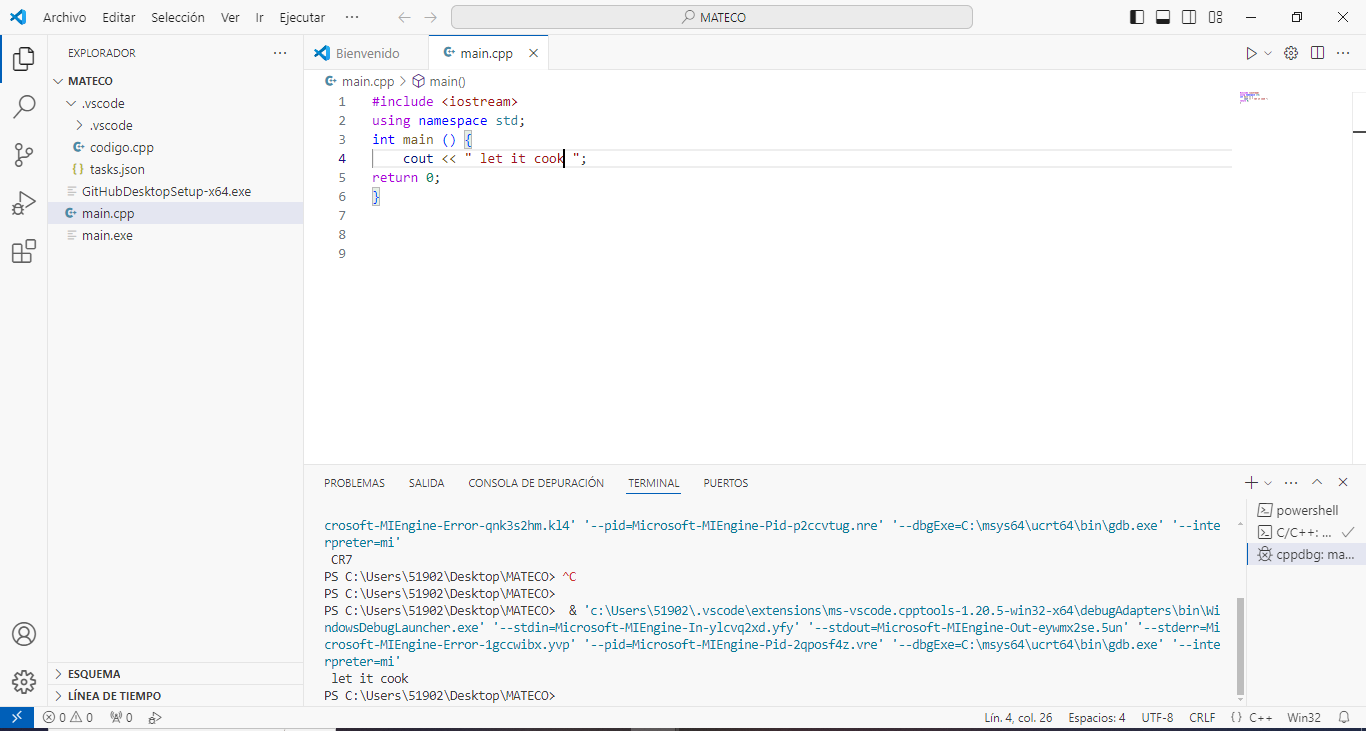 Archivo Editar Selección Ver Ir Ejecutar ··· MATECO
EXPLORADOR ···
MATECO
.vscode
.vscode
codigo.cpp
{} tasks.json
GitHubDesktopSetup-x64.exe
main.cpp
main.exe
ESQUEMA
LÍNEA DE TIEMPO
Bienvenido main.cpp
main.cpp > main()
1 #include <iostream>
2 using namespace std;
3 int main () {
4 cout << " let it cook ";
5 return 0;
6 }
7
8
9
PROBLEMAS SALIDA CONSOLA DE DEPURACIÓN TERMINAL PUERTOS
crosoft-MIEngine-Error-qnk3s2hm.kl4' '--pid=Microsoft-MIEngine-Pid-p2ccvtug.nre' '--dbgExe=C:\msys64\ucrt64\bin\gdb.exe' '--inte
rpreter=mi'
CR7
PS C:\Users\51902\Desktop\MATECO> ^C
PS C:\Users\51902\Desktop\MATECO>
PS C:\Users\51902\Desktop\MATECO> & 'c:\Users\51902\.vscode\extensions\ms-vscode.cpptools-1.20.5-win32-x64\debugAdapters\bin\Wi
ndowsDebugLauncher.exe' '--stdin=Microsoft-MIEngine-In-ylcvq2xd.yfy' '--stdout=Microsoft-MIEngine-Out-eywmx2se.5un' '--stderr=Mi
crosoft-MIEngine-Error-1gccwibx.yvp' '--pid=Microsoft-MIEngine-Pid-2qposf4z.vre' '--dbgExe=C:\msys64\ucrt64\bin\gdb.exe' '--inte
rpreter=mi'
let it cook
PS C:\Users\51902\Desktop\MATECO>
powershell
C/C++: ...
cppdbg: ma...
0 0 0 Lín. 4, col. 26 Espacios: 4 UTF-8 CRLF {} C++ Win32